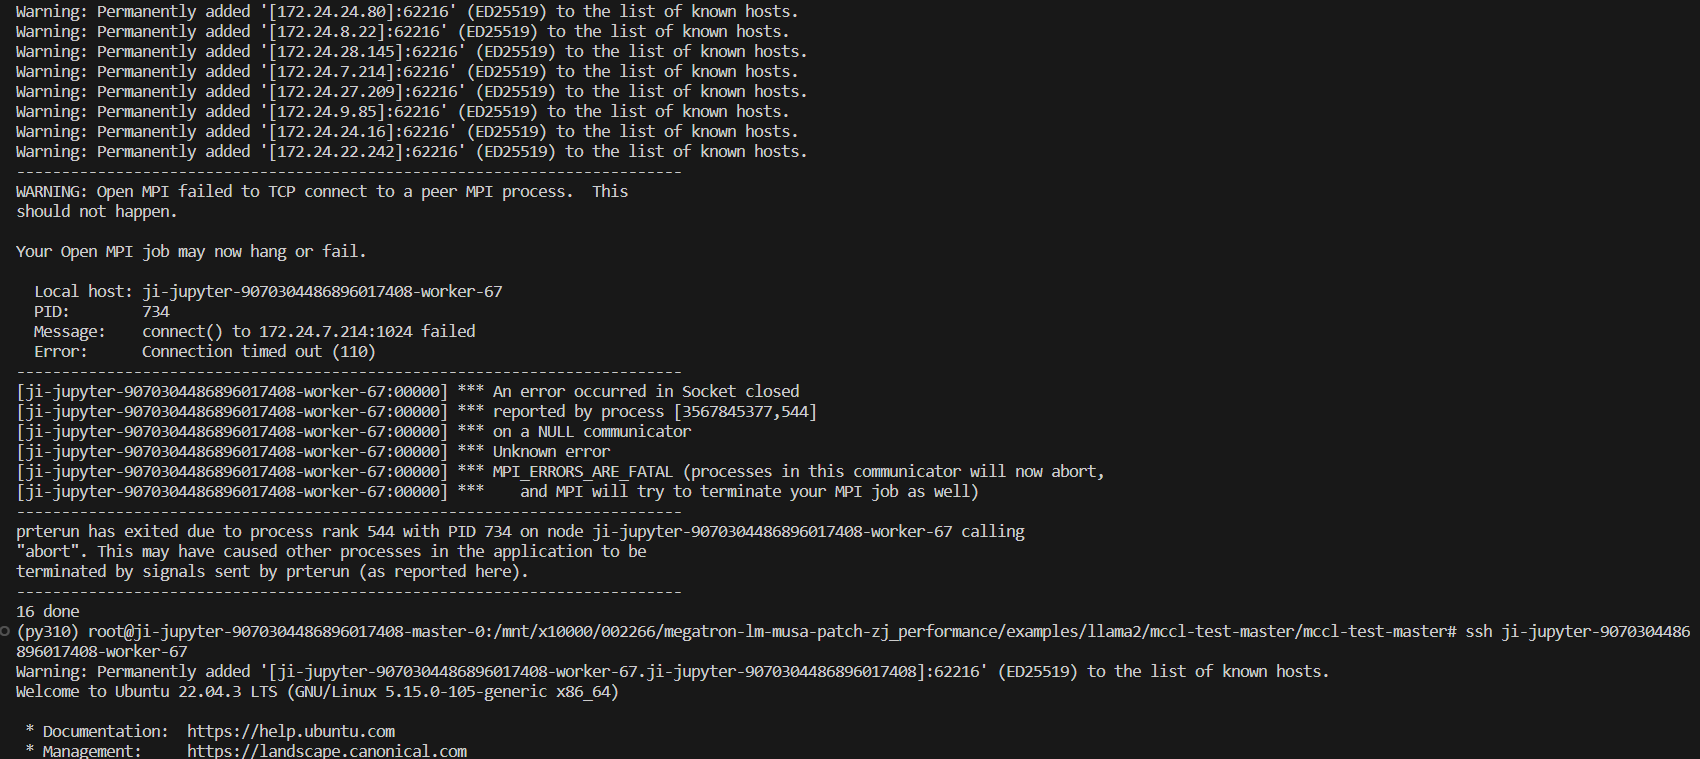 Warning: Permanently added '[172.24.24.80]:62216' (ED25519) to the list of known hosts.
Warning: Permanently added '[172.24.8.22]:62216' (ED25519) to the list of known hosts.
Warning: Permanently added '[172.24.28.145]:62216' (ED25519) to the list of known hosts.
Warning: Permanently added '[172.24.7.214]:62216' (ED25519) to the list of known hosts.
Warning: Permanently added '[172.24.27.209]:62216' (ED25519) to the list of known hosts.
Warning: Permanently added '[172.24.9.85]:62216' (ED25519) to the list of known hosts.
Warning: Permanently added '[172.24.24.16]:62216' (ED25519) to the list of known hosts.
Warning: Permanently added '[172.24.22.242]:62216' (ED25519) to the list of known hosts.
--------------------------------------------------------------------------
WARNING: Open MPI failed to TCP connect to a peer MPI process.  This
should not happen.

Your Open MPI job may now hang or fail.

  Local host: ji-jupyter-9070304486896017408-worker-67
  PID:        734
  Message:    connect() to 172.24.7.214:1024 failed
  Error:      Connection timed out (110)
--------------------------------------------------------------------------
[ji-jupyter-9070304486896017408-worker-67:00000] *** An error occurred in Socket closed
[ji-jupyter-9070304486896017408-worker-67:00000] *** reported by process [3567845377,544]
[ji-jupyter-9070304486896017408-worker-67:00000] *** on a NULL communicator
[ji-jupyter-9070304486896017408-worker-67:00000] *** Unknown error
[ji-jupyter-9070304486896017408-worker-67:00000] *** MPI_ERRORS_ARE_FATAL (processes in this communicator will now abort,
[ji-jupyter-9070304486896017408-worker-67:00000] ***    and MPI will try to terminate your MPI job as well)
--------------------------------------------------------------------------
prterun has exited due to process rank 544 with PID 734 on node ji-jupyter-9070304486896017408-worker-67 calling
"abort". This may have caused other processes in the application to be
terminated by signals sent by prterun (as reported here).
--------------------------------------------------------------------------
16 done
(py310) root@ji-jupyter-9070304486896017408-master-0:/mnt/x10000/002266/megatron-lm-musa-patch-zj_performance/examples/llama2/mccl-test-master/mccl-test-master# ssh ji-jupyter-9070304486
896017408-worker-67
Warning: Permanently added '[ji-jupyter-9070304486896017408-worker-67.ji-jupyter-9070304486896017408]:62216' (ED25519) to the list of known hosts.
Welcome to Ubuntu 22.04.3 LTS (GNU/Linux 5.15.0-105-generic x86_64)

 * Documentation:  https://help.ubuntu.com
 * Management:     https://landscape.canonical.com